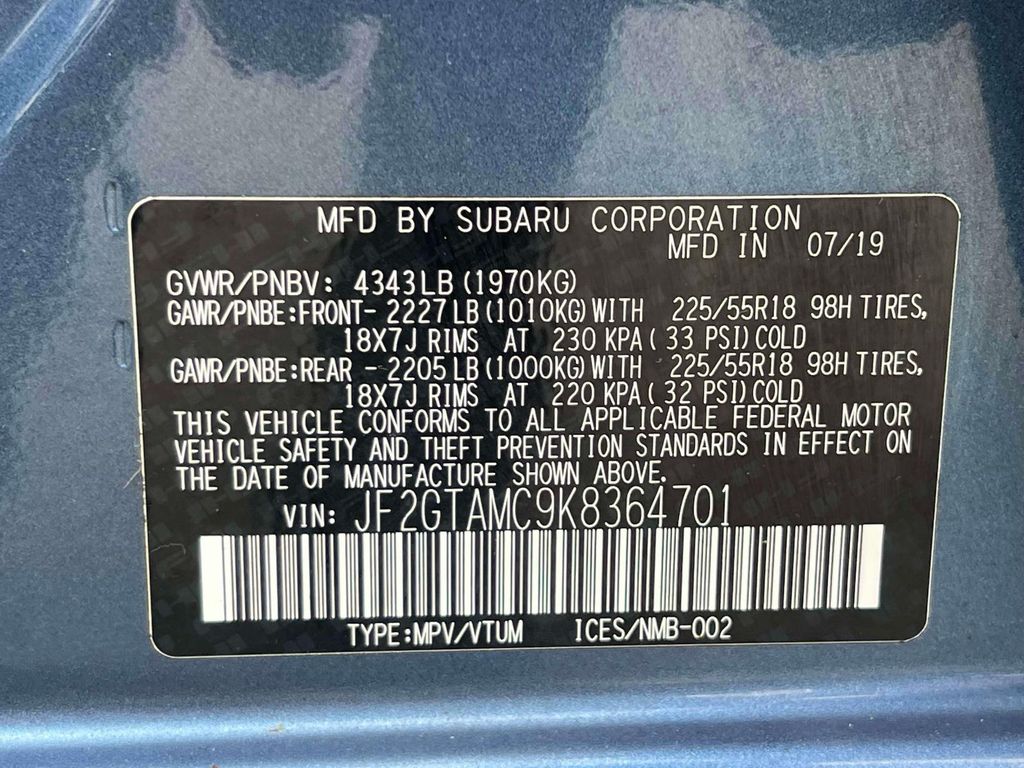 MFD BY SUBARU CORPORATION
MFD IN 07/19
GVWR/PNBV: 4343LB (1970KG)
GAWR/PNBE:FRONT- 2227LB (1010KG) WITH 225/55R18 98H TIRES,
18X7J RIMS AT 230 KPA ( 33 PSI) COLD
GAWR/PNBE:REAR - 2205LB (1000KG) WITH 225/55R18 98H TIRES,
18X7J RIMS AT 220 KPA ( 32 PSI) COLD
THIS VEHICLE CONFORMS TO ALL APPLICABLE FEDERAL MOTOR
VEHICLE SAFETY AND THEFT PREVENTION STANDARDS IN EFFECT ON
THE DATE OF MANUFACTURE SHOWN ABOVE.
VIN: JF2GTAMC9K8364701
TYPE:MPV/VTUM ICES/NMB-002